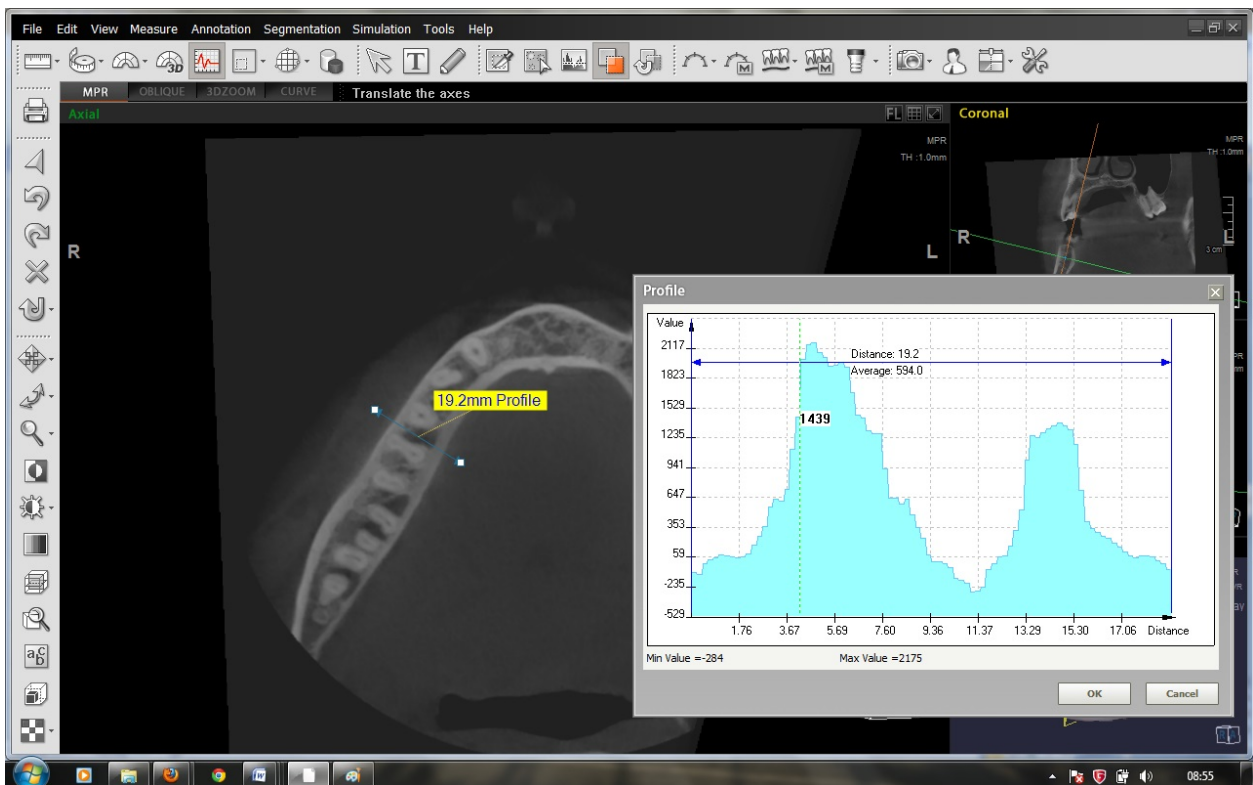 File Edit View Measure Annotation Segmentation Simulation Tools Help
MPR OBLIQUE 3DZOOM CURVE Translate the axes
Axial
FL
Coronal
MPR
TH :1.0mm
MPR
TH :1.0mm
R
L
R
L
3 cm
19.2mm Profile
Profile
Value
2117
1823
1529
1235
941
647
353
59
-235
-529
Distance: 19.2
Average: 594.0
1439
1.76 3.67 5.69 7.60 9.36 11.37 13.29 15.30 17.06 Distance
Min Value =-284 Max Value =2175
OK Cancel
08:55